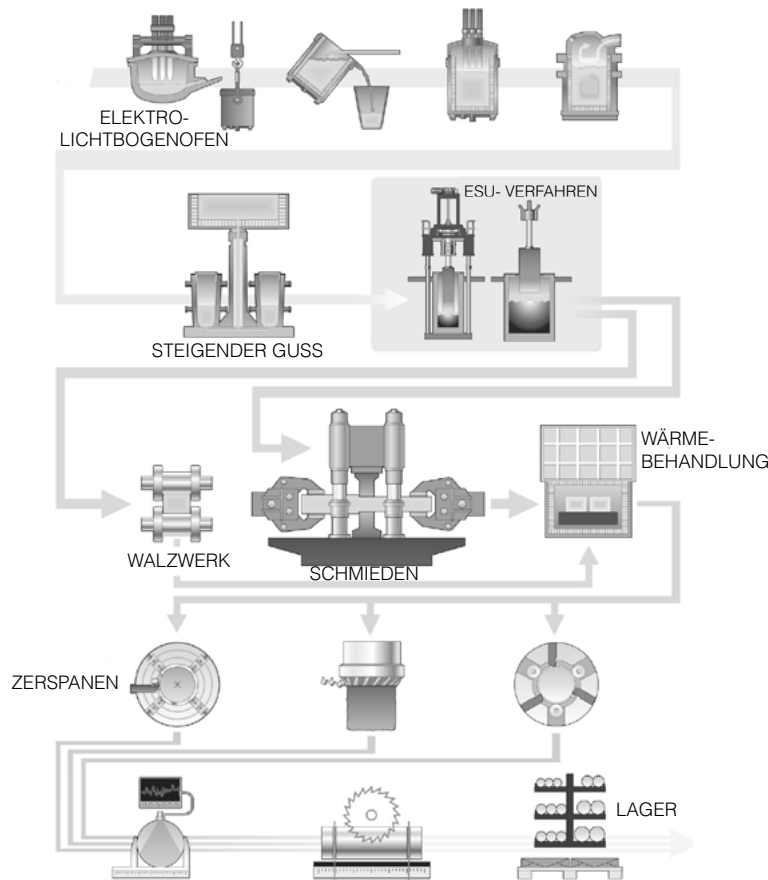 ELEKTRO-
LICHTBOGENOFEN
ESU- VERFAHREN
STEIGENDER GUSS
WÄRME-
BEHANDLUNG
WALZWERK
SCHMIEDEN
ZERSPANEN
LAGER